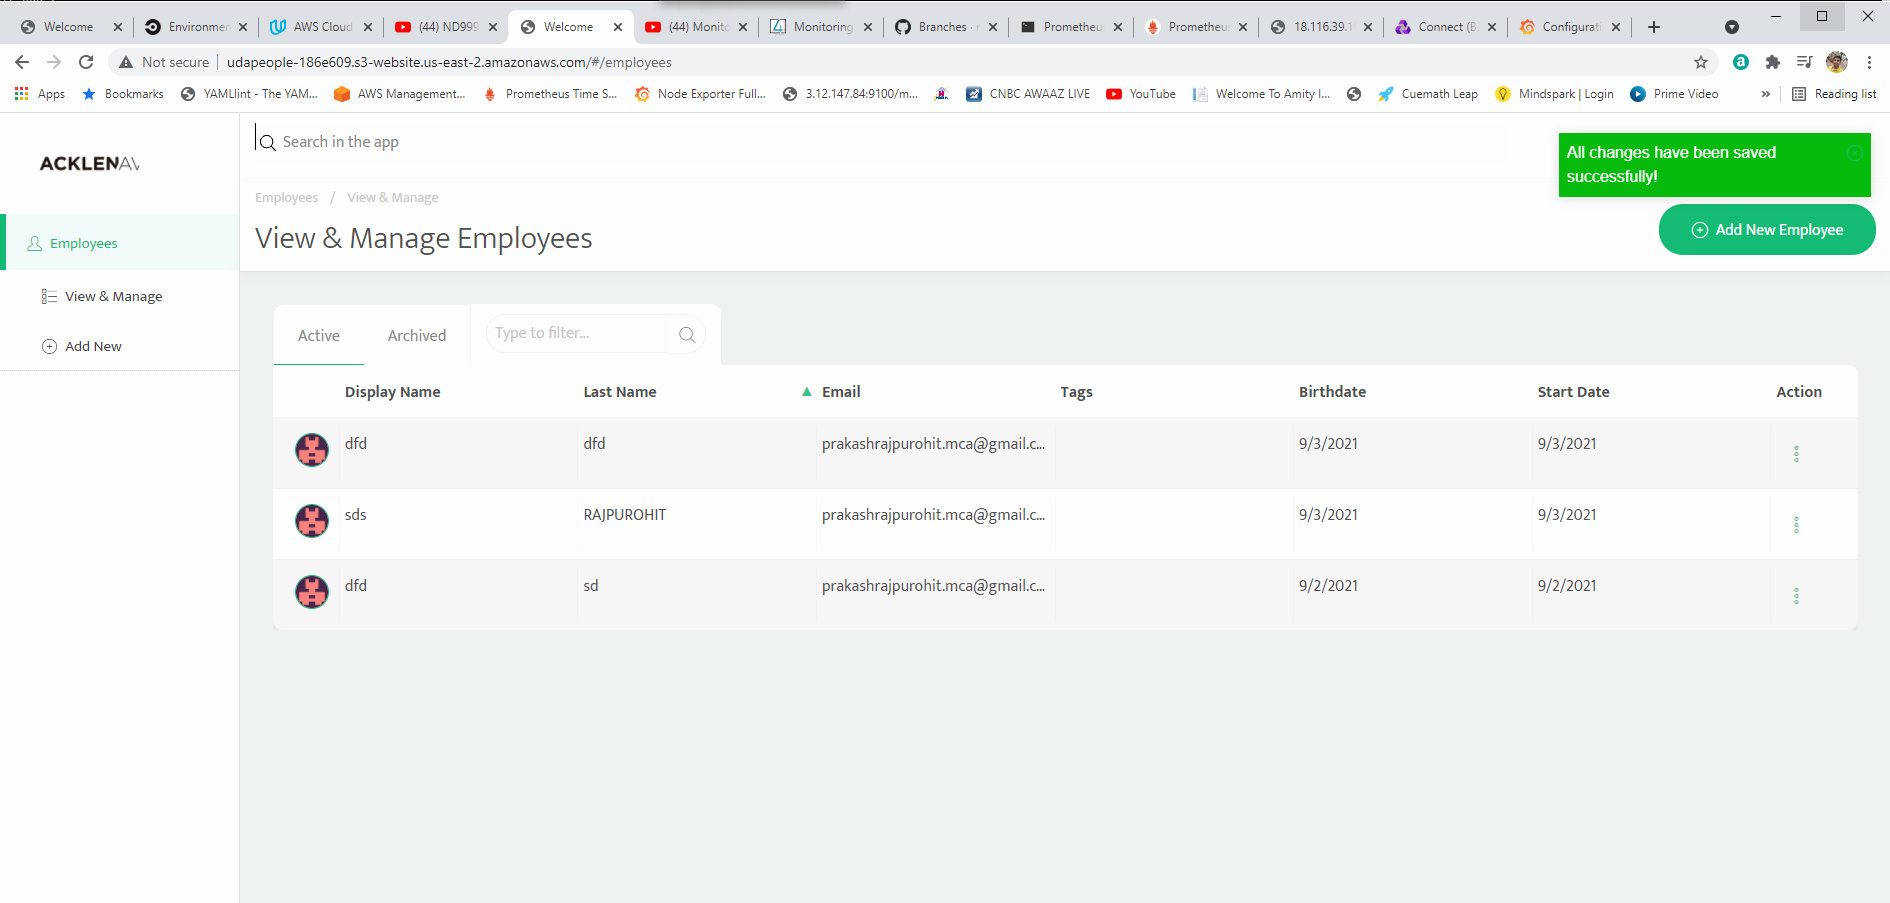 Welcome
Environmen
AWS Cloud
(44) ND999
Welcome
(44) Monito
Monitoring
Branches ·
Prometheu
Prometheus
18.116.39.1
Connect (B
Configurati
Not secure
udapeople-186e609.s3-website.us-east-2.amazonaws.com/#/employees
Apps
Bookmarks
YAMLlint - The YAM...
AWS Management...
Prometheus Time S...
Node Exporter Full...
3.12.147.84:9100/m...
CNBC AWAAZ LIVE
YouTube
Welcome To Amity I...
Cuemath Leap
Mindspark | Login
Prime Video
»
Reading list
ACKLENAV
Search in the app
All changes have been saved
successfully!
Employees / View & Manage
View & Manage Employees
Add New Employee
Employees
View & Manage
Add New
Active
Archived
Type to filter...
Display Name Last Name Email Tags Birthdate Start Date Action
dfd dfd prakashrajpurohit.mca@gmail.c... 9/3/2021 9/3/2021
sds RAJPUROHIT prakashrajpurohit.mca@gmail.c... 9/3/2021 9/3/2021
dfd sd prakashrajpurohit.mca@gmail.c... 9/2/2021 9/2/2021